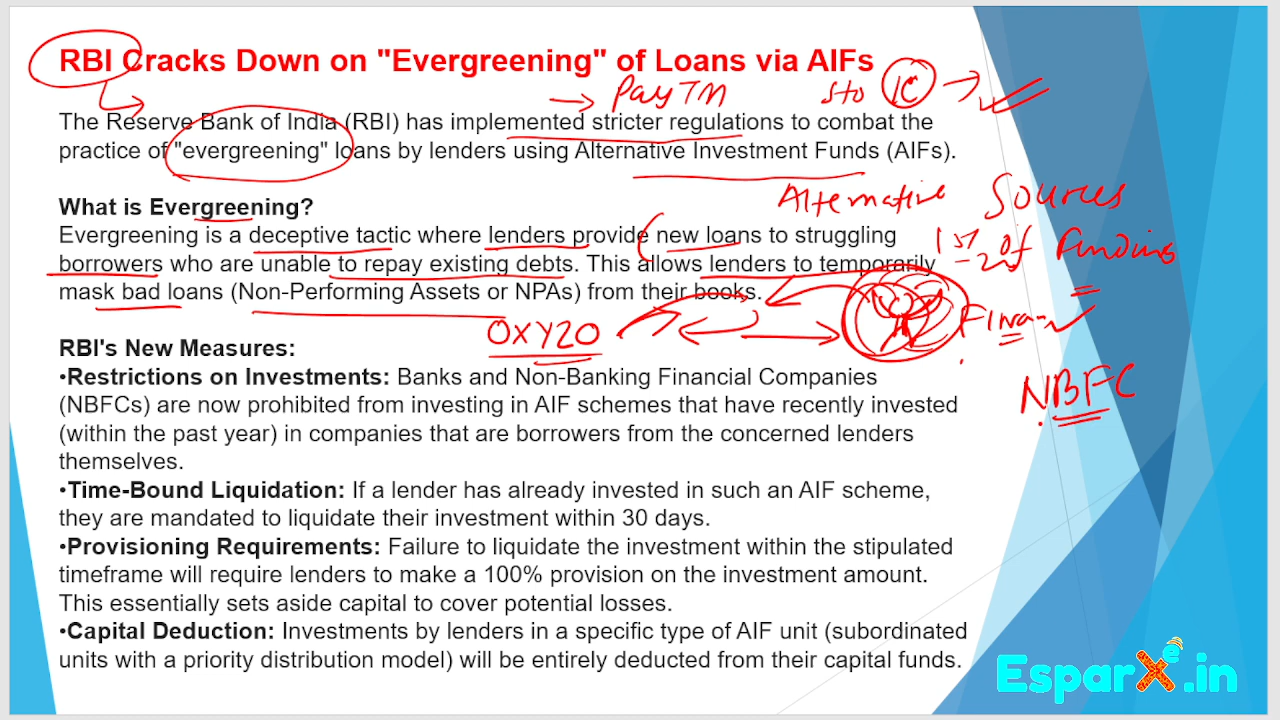 RBI Cracks Down on "Evergreening" of Loans via AIFs
→ PayTM
The Reserve Bank of India (RBI) has implemented stricter regulations to combat the
practice of "evergreening" loans by lenders using Alternative Investment Funds (AIFs).
Alternative Sources
of Funding
What is Evergreening?
Evergreening is a deceptive tactic where lenders provide new loans to struggling
borrowers who are unable to repay existing debts. This allows lenders to temporarily
mask bad loans (Non-Performing Assets or NPAs) from their books.
OXYZO
NBFC
RBI's New Measures:
•Restrictions on Investments: Banks and Non-Banking Financial Companies
(NBFCs) are now prohibited from investing in AIF schemes that have recently invested
(within the past year) in companies that are borrowers from the concerned lenders
themselves.
•Time-Bound Liquidation: If a lender has already invested in such an AIF scheme,
they are mandated to liquidate their investment within 30 days.
•Provisioning Requirements: Failure to liquidate the investment within the stipulated
timeframe will require lenders to make a 100% provision on the investment amount.
This essentially sets aside capital to cover potential losses.
•Capital Deduction: Investments by lenders in a specific type of AIF unit (subordinated
units with a priority distribution model) will be entirely deducted from their capital funds.
EsparXe.in